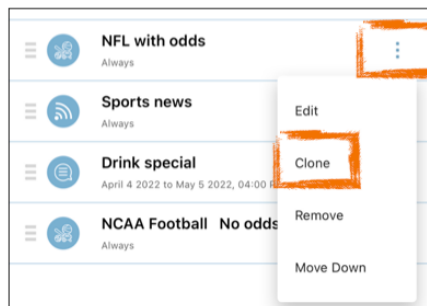 NFL with odds
Always
Sports news
Always
Drink special
April 4 2022 to May 5 2022, 04:00
NCAA Football No odds
Always
Edit
Clone
Remove
Move Down